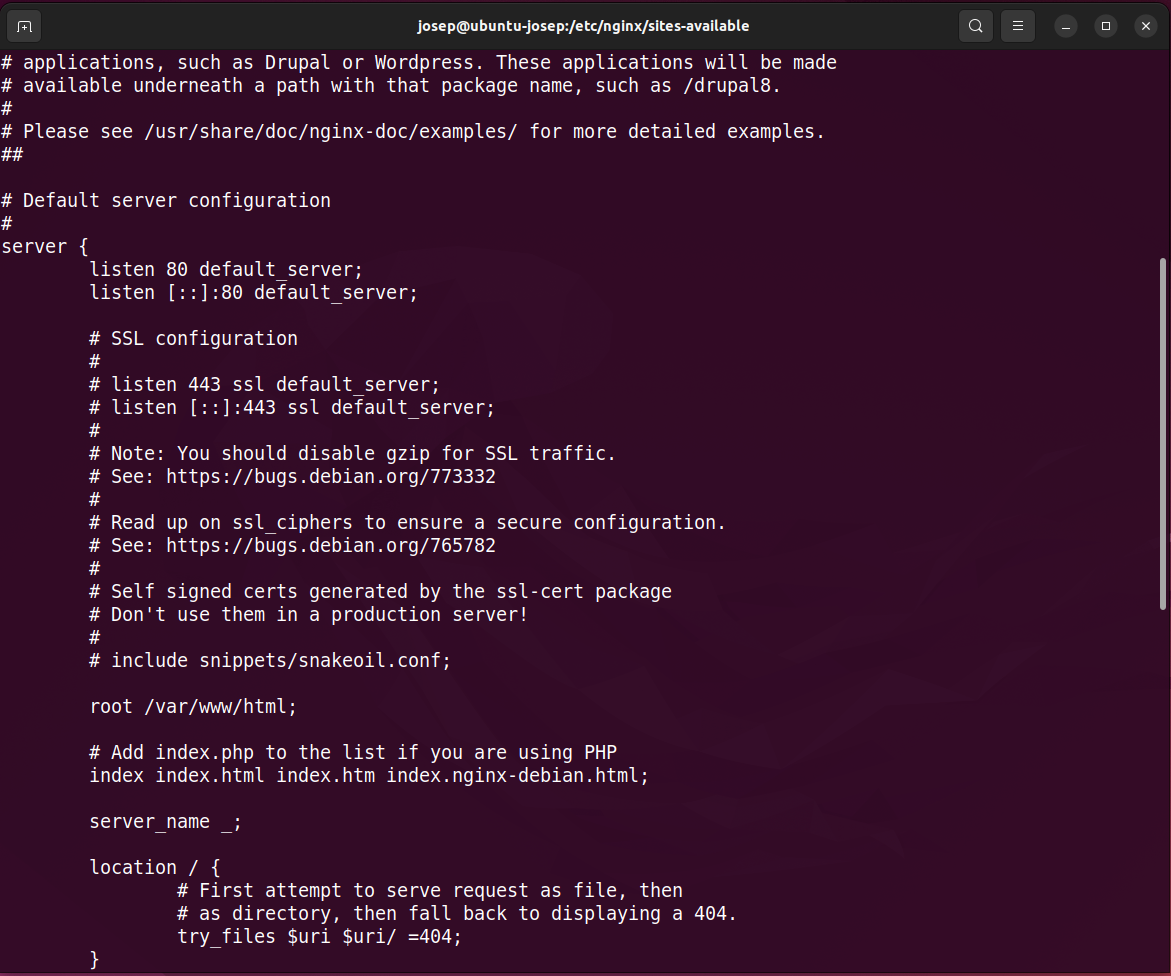 josep@ubuntu-josep:/etc/nginx/sites-available
# applications, such as Drupal or Wordpress. These applications will be made
# available underneath a path with that package name, such as /drupal8.
#
# Please see /usr/share/doc/nginx-doc/examples/ for more detailed examples.
##

# Default server configuration
#
server {
        listen 80 default_server;
        listen [::]:80 default_server;

        # SSL configuration
        #
        # listen 443 ssl default_server;
        # listen [::]:443 ssl default_server;
        #
        # Note: You should disable gzip for SSL traffic.
        # See: https://bugs.debian.org/773332
        #
        # Read up on ssl_ciphers to ensure a secure configuration.
        # See: https://bugs.debian.org/765782
        #
        # Self signed certs generated by the ssl-cert package
        # Don't use them in a production server!
        #
        # include snippets/snakeoil.conf;

        root /var/www/html;

        # Add index.php to the list if you are using PHP
        index index.html index.htm index.nginx-debian.html;

        server_name _;

        location / {
                # First attempt to serve request as file, then
                # as directory, then fall back to displaying a 404.
                try_files $uri $uri/ =404;
        }